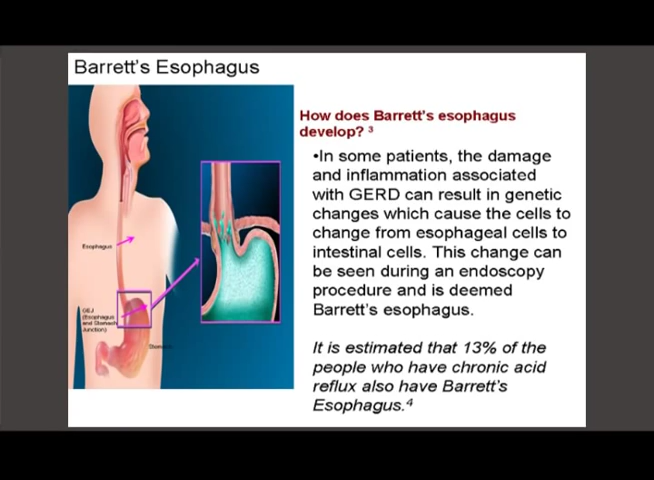 Barrett's Esophagus
How does Barrett's esophagus
develop? ³
•In some patients, the damage
and inflammation associated
with GERD can result in genetic
changes which cause the cells to
change from esophageal cells to
intestinal cells. This change can
be seen during an endoscopy
procedure and is deemed
Barrett's esophagus.
It is estimated that 13% of the
people who have chronic acid
reflux also have Barrett's
Esophagus.⁴
Esophagus
GEJ
(Esophagus
and Stomach
Junction)